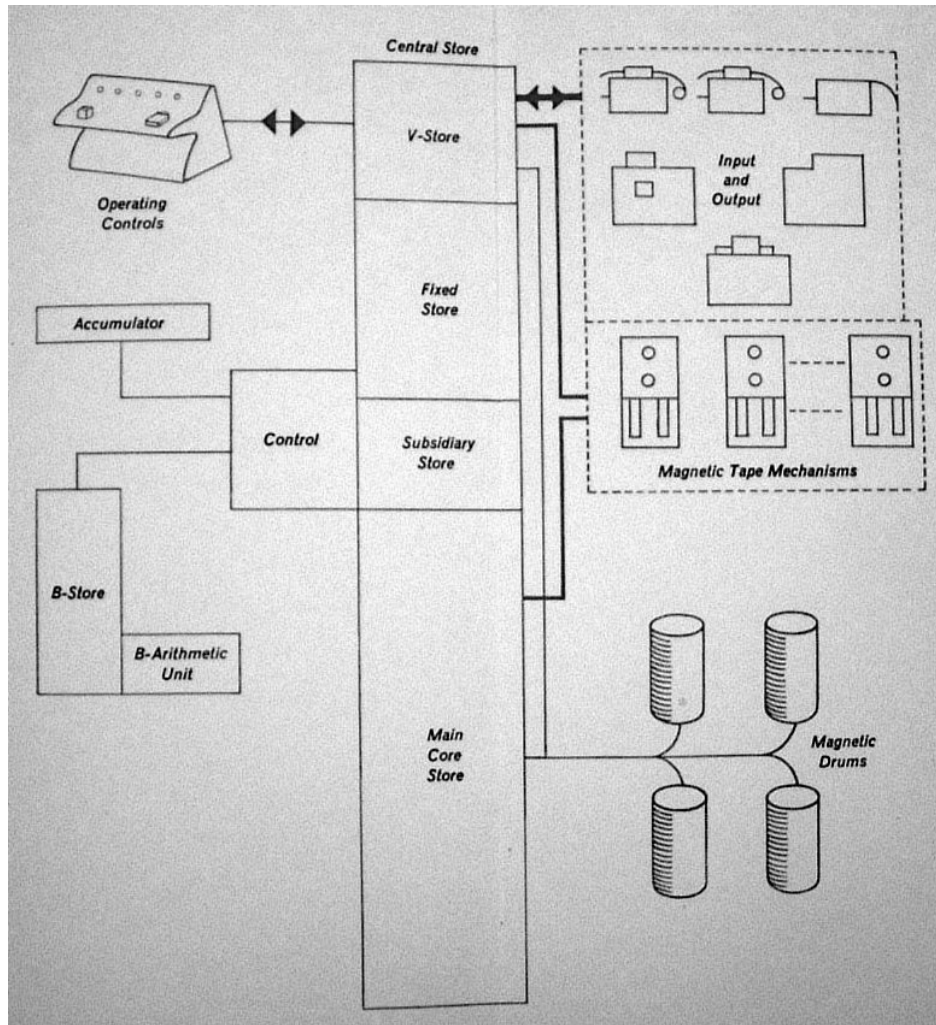 Central Store
V-Store
Operating
Controls
Input
and
Output
Fixed
Store
Accumulator
Control
Subsidiary
Store
Magnetic Tape Mechanisms
B-Store
B-Arithmetic
Unit
Main
Core
Store
Magnetic
Drums